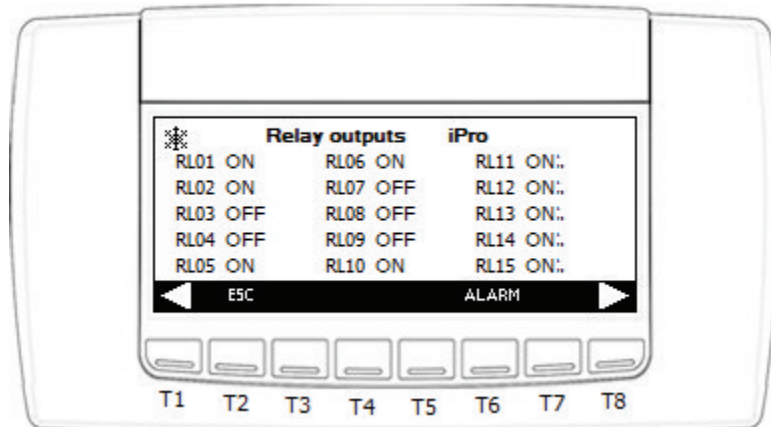 Relay outputs iPro
RL01 ON RL06 ON RL11 ON:.
RL02 ON RL07 OFF RL12 ON:.
RL03 OFF RL08 OFF RL13 ON:.
RL04 OFF RL09 OFF RL14 ON:.
RL05 ON RL10 ON RL15 ON:.
ESC ALARM
T1 T2 T3 T4 T5 T6 T7 T8